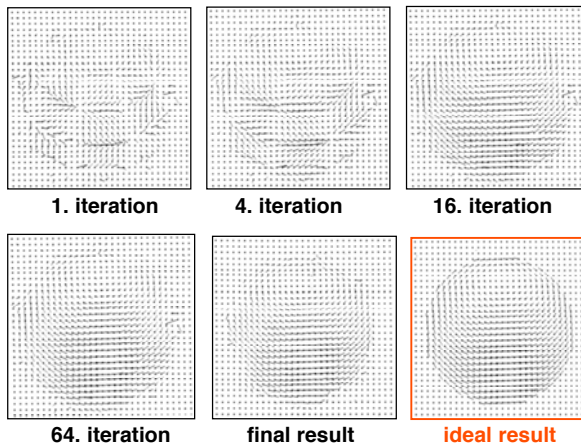 1. iteration
4. iteration
16. iteration
64. iteration
final result
ideal result